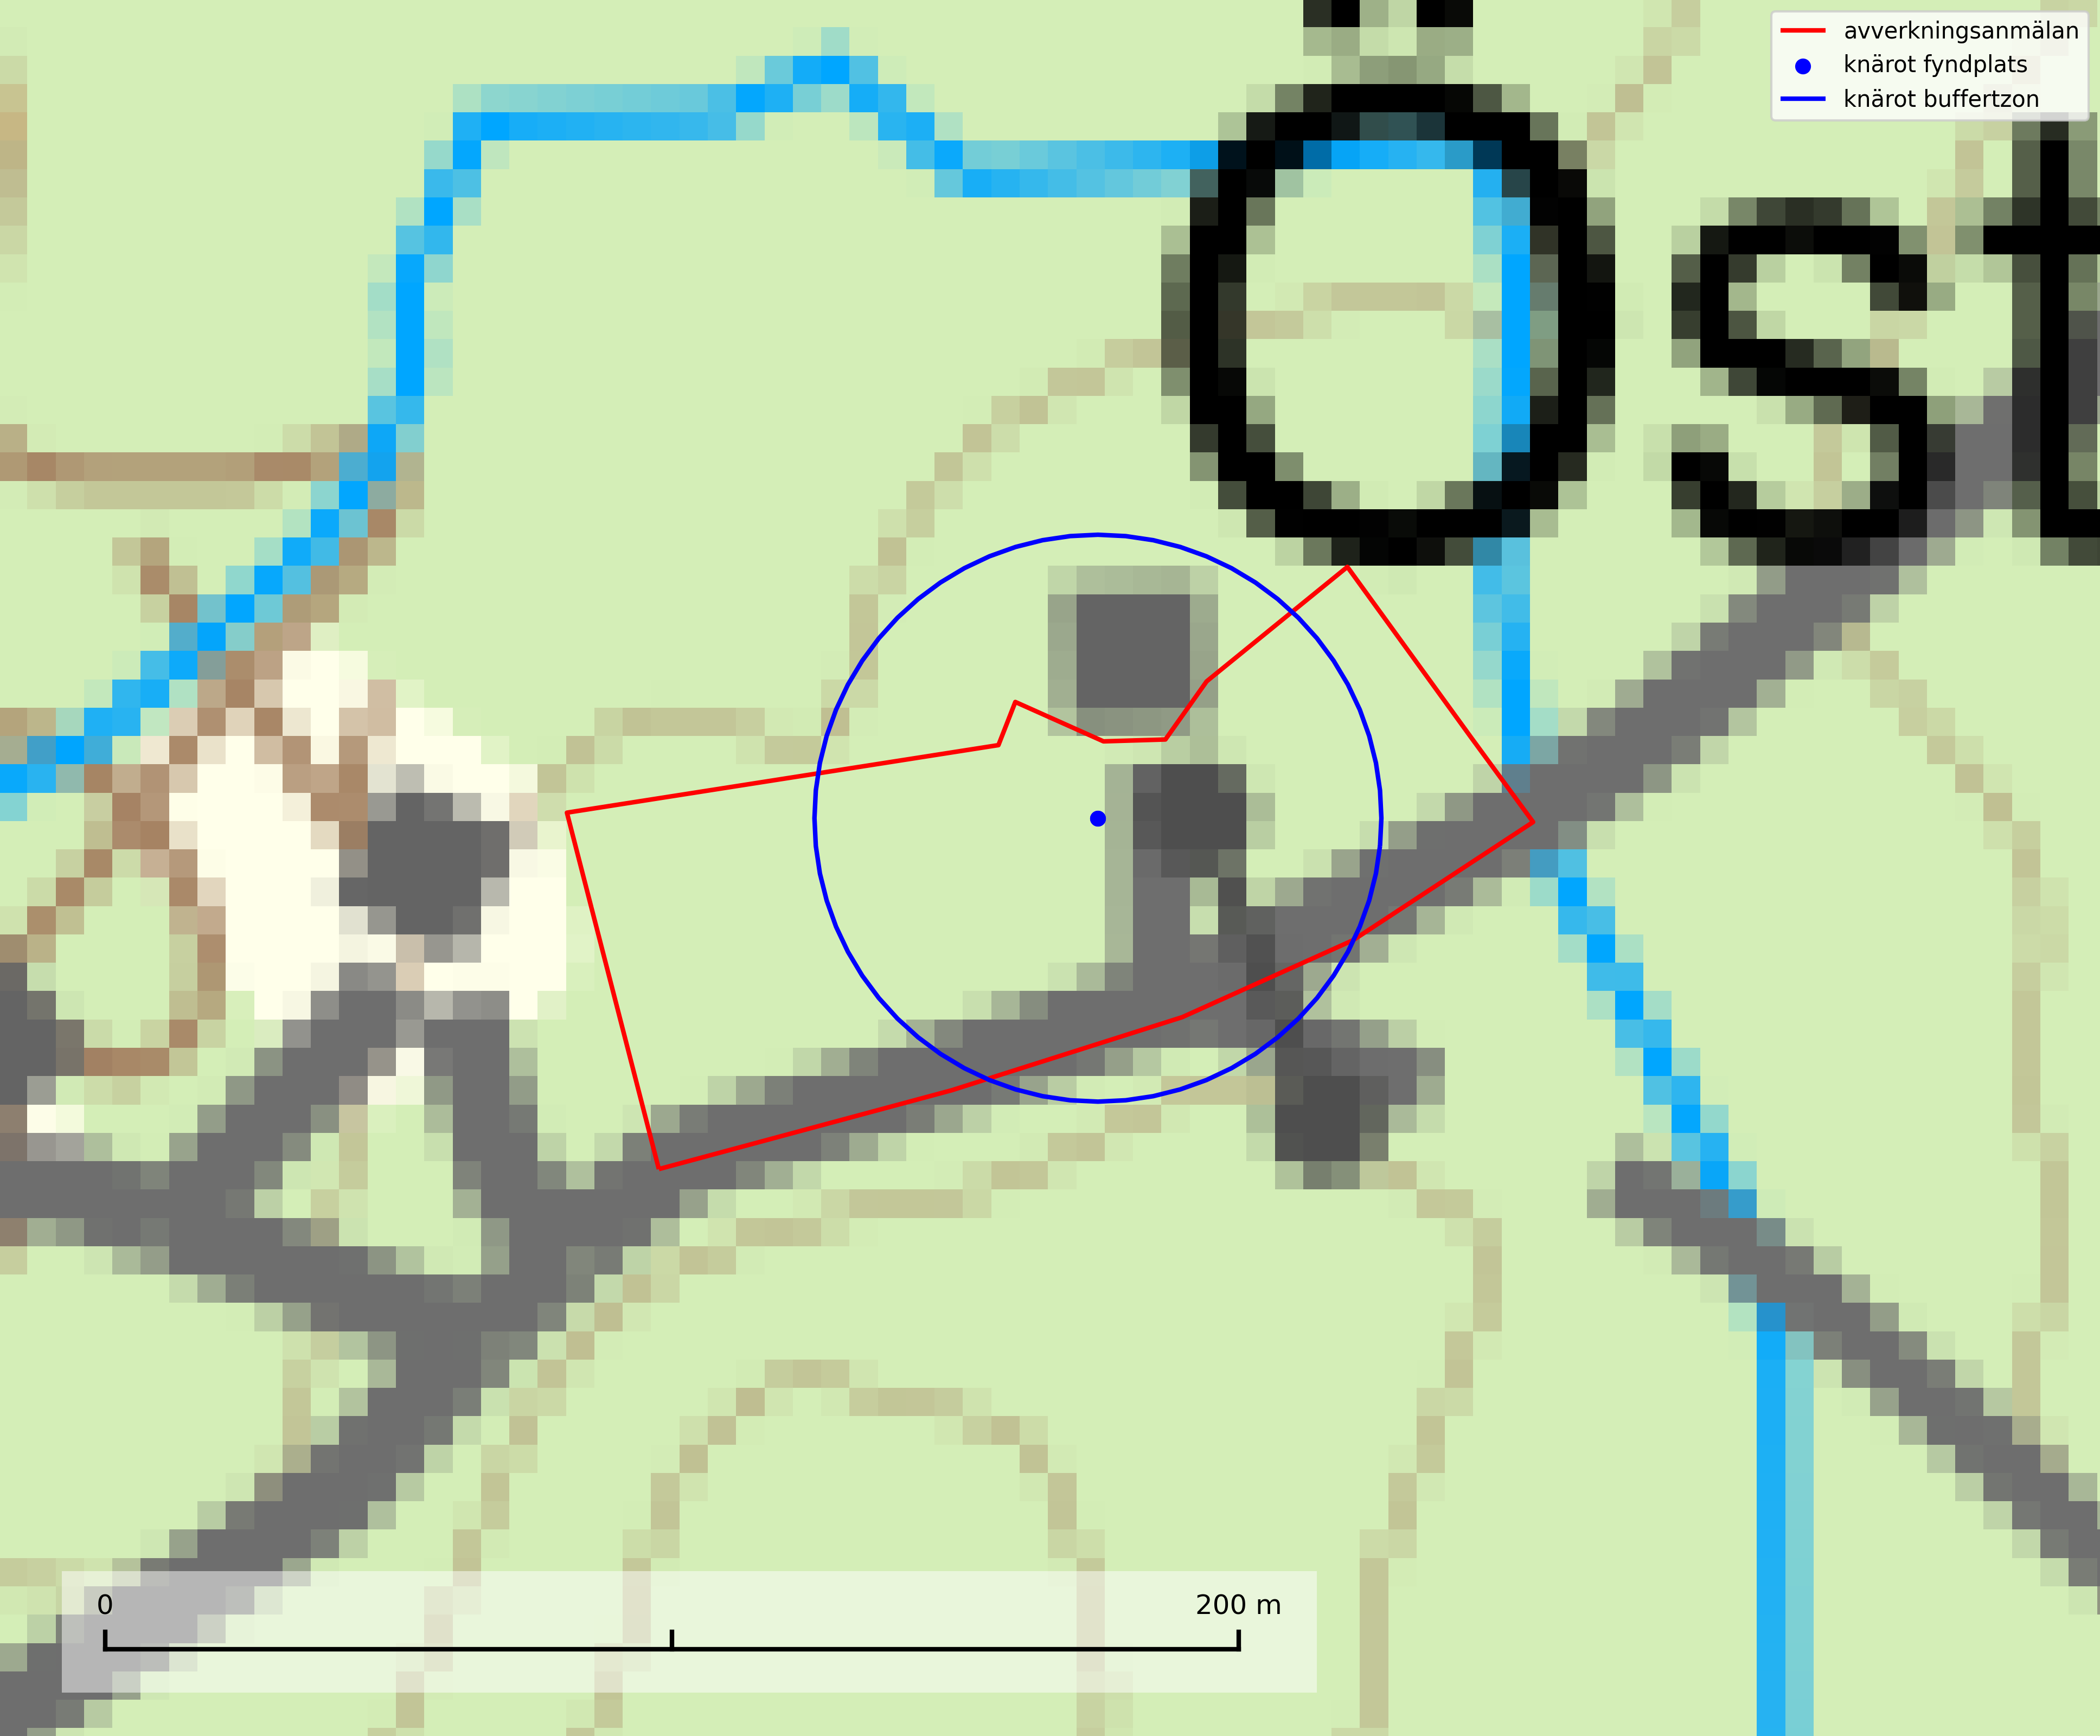 avverkningsanmälan
knärot fyndplats
knärot buffertzon
Öst
0 200 m